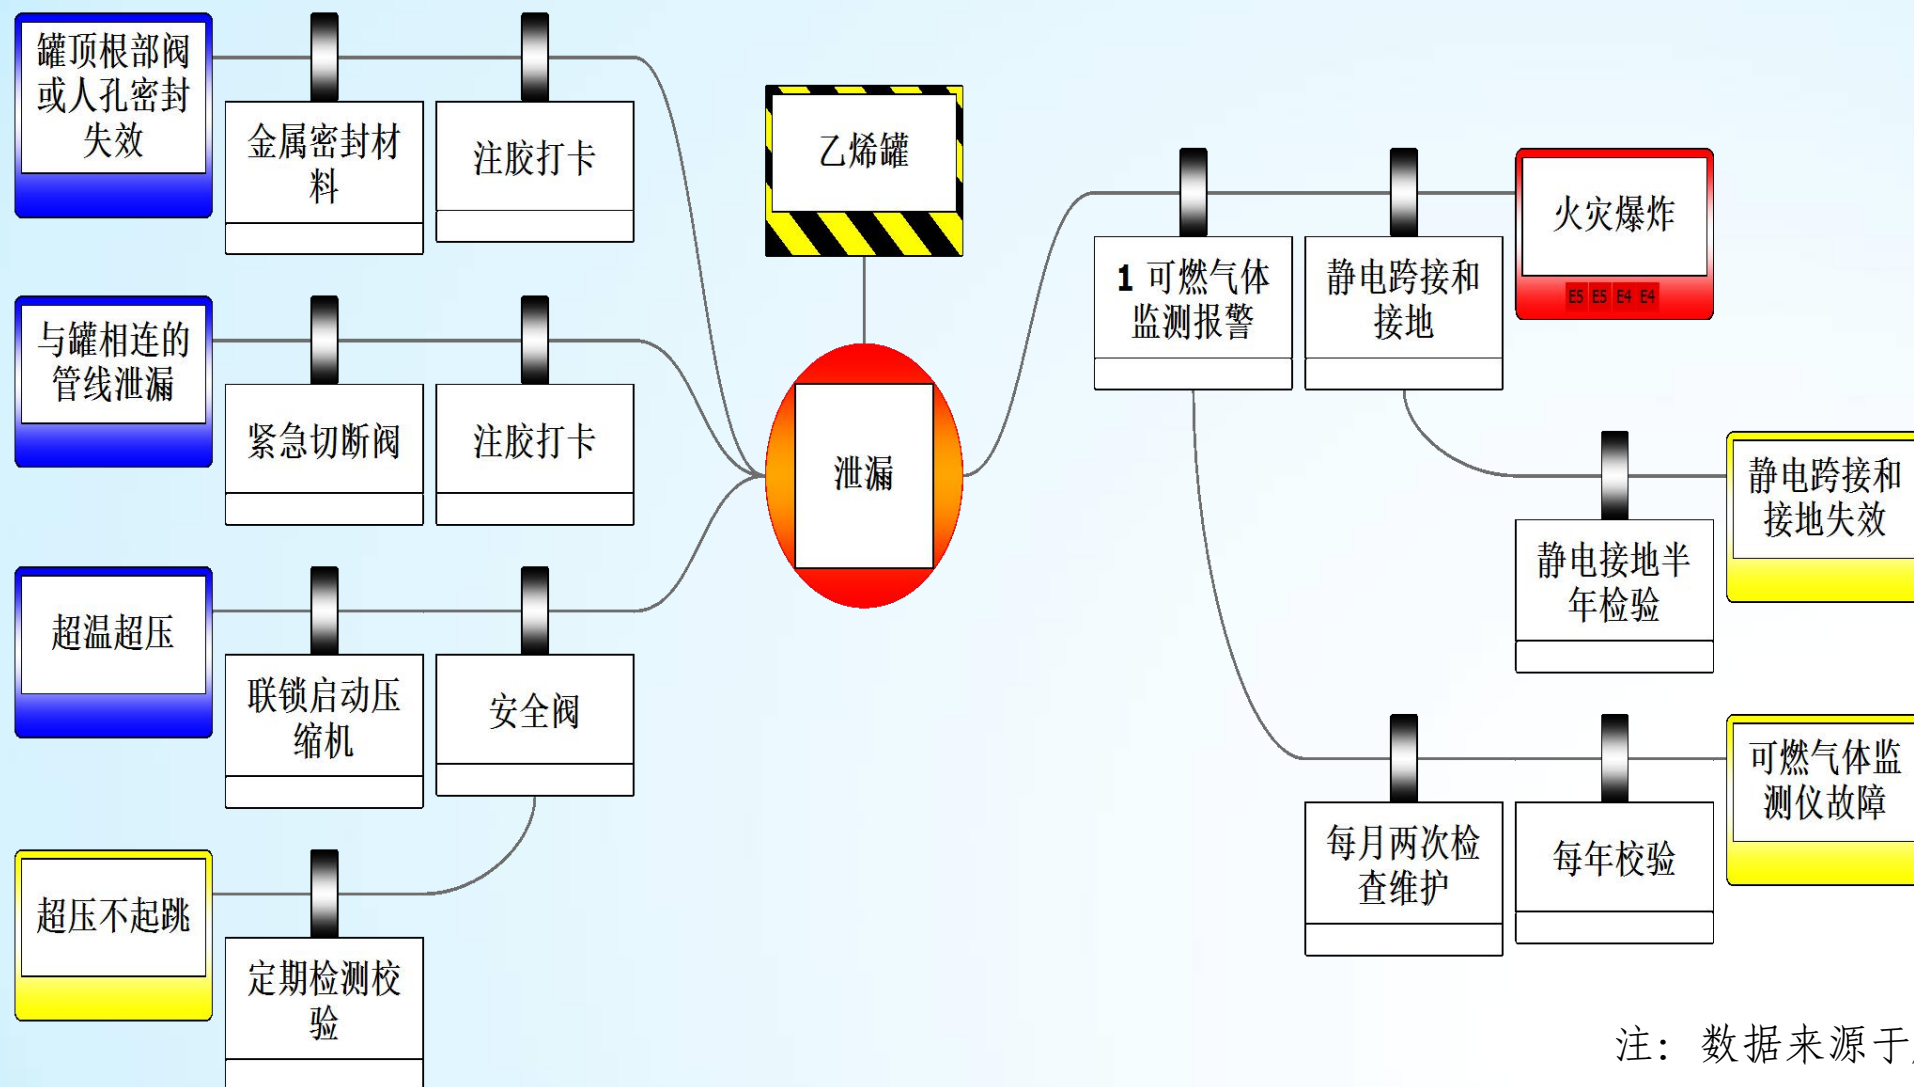 罐顶根部阀
或人孔密封
失效
金属密封材
料
注胶打卡
与罐相连的
管线泄漏
紧急切断阀
注胶打卡
超温超压
联锁启动压
缩机
安全阀
超压不起跳
定期检测校
验
乙烯罐
泄漏
1 可燃气体
监测报警
静电跨接和
接地
火灾爆炸
E5 E5 E4 E4
静电接地半
年检验
静电跨接和
接地失效
每月两次检
查维护
每年校验
可燃气体监
测仪故障
注：数据来源于